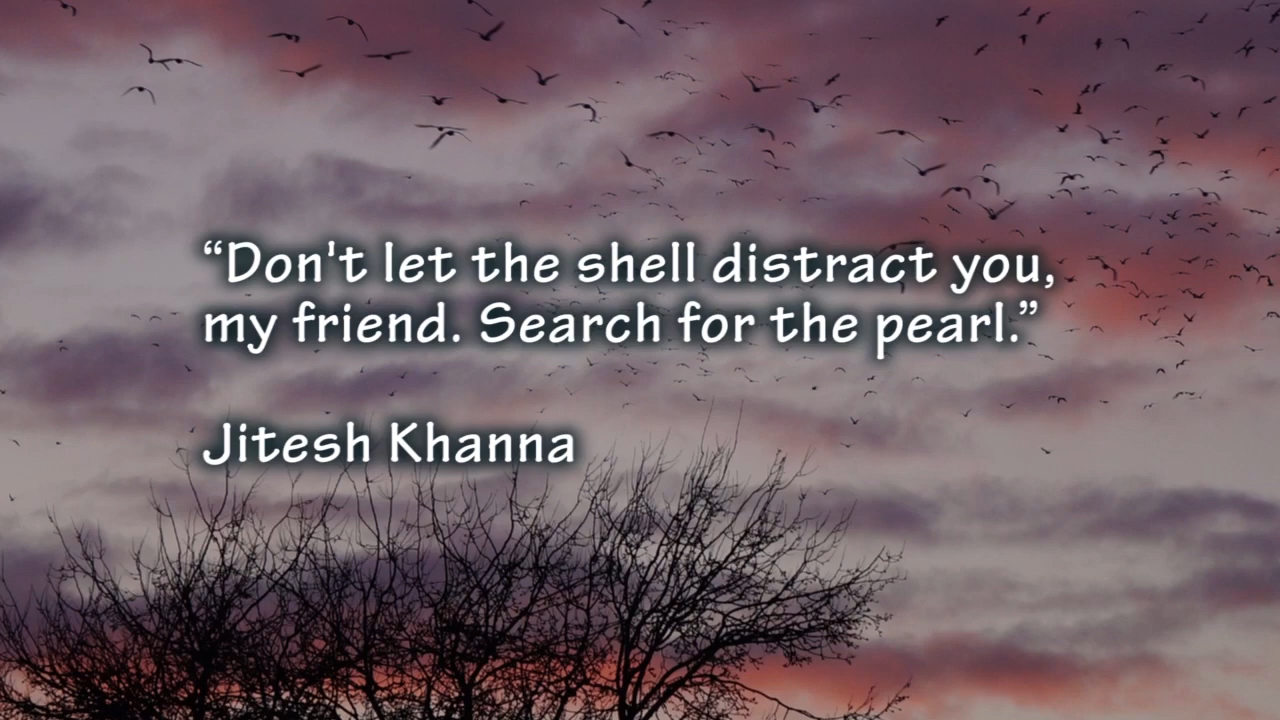 “Don't let the shell distract you,
my friend. Search for the pearl.”
Jitesh Khanna